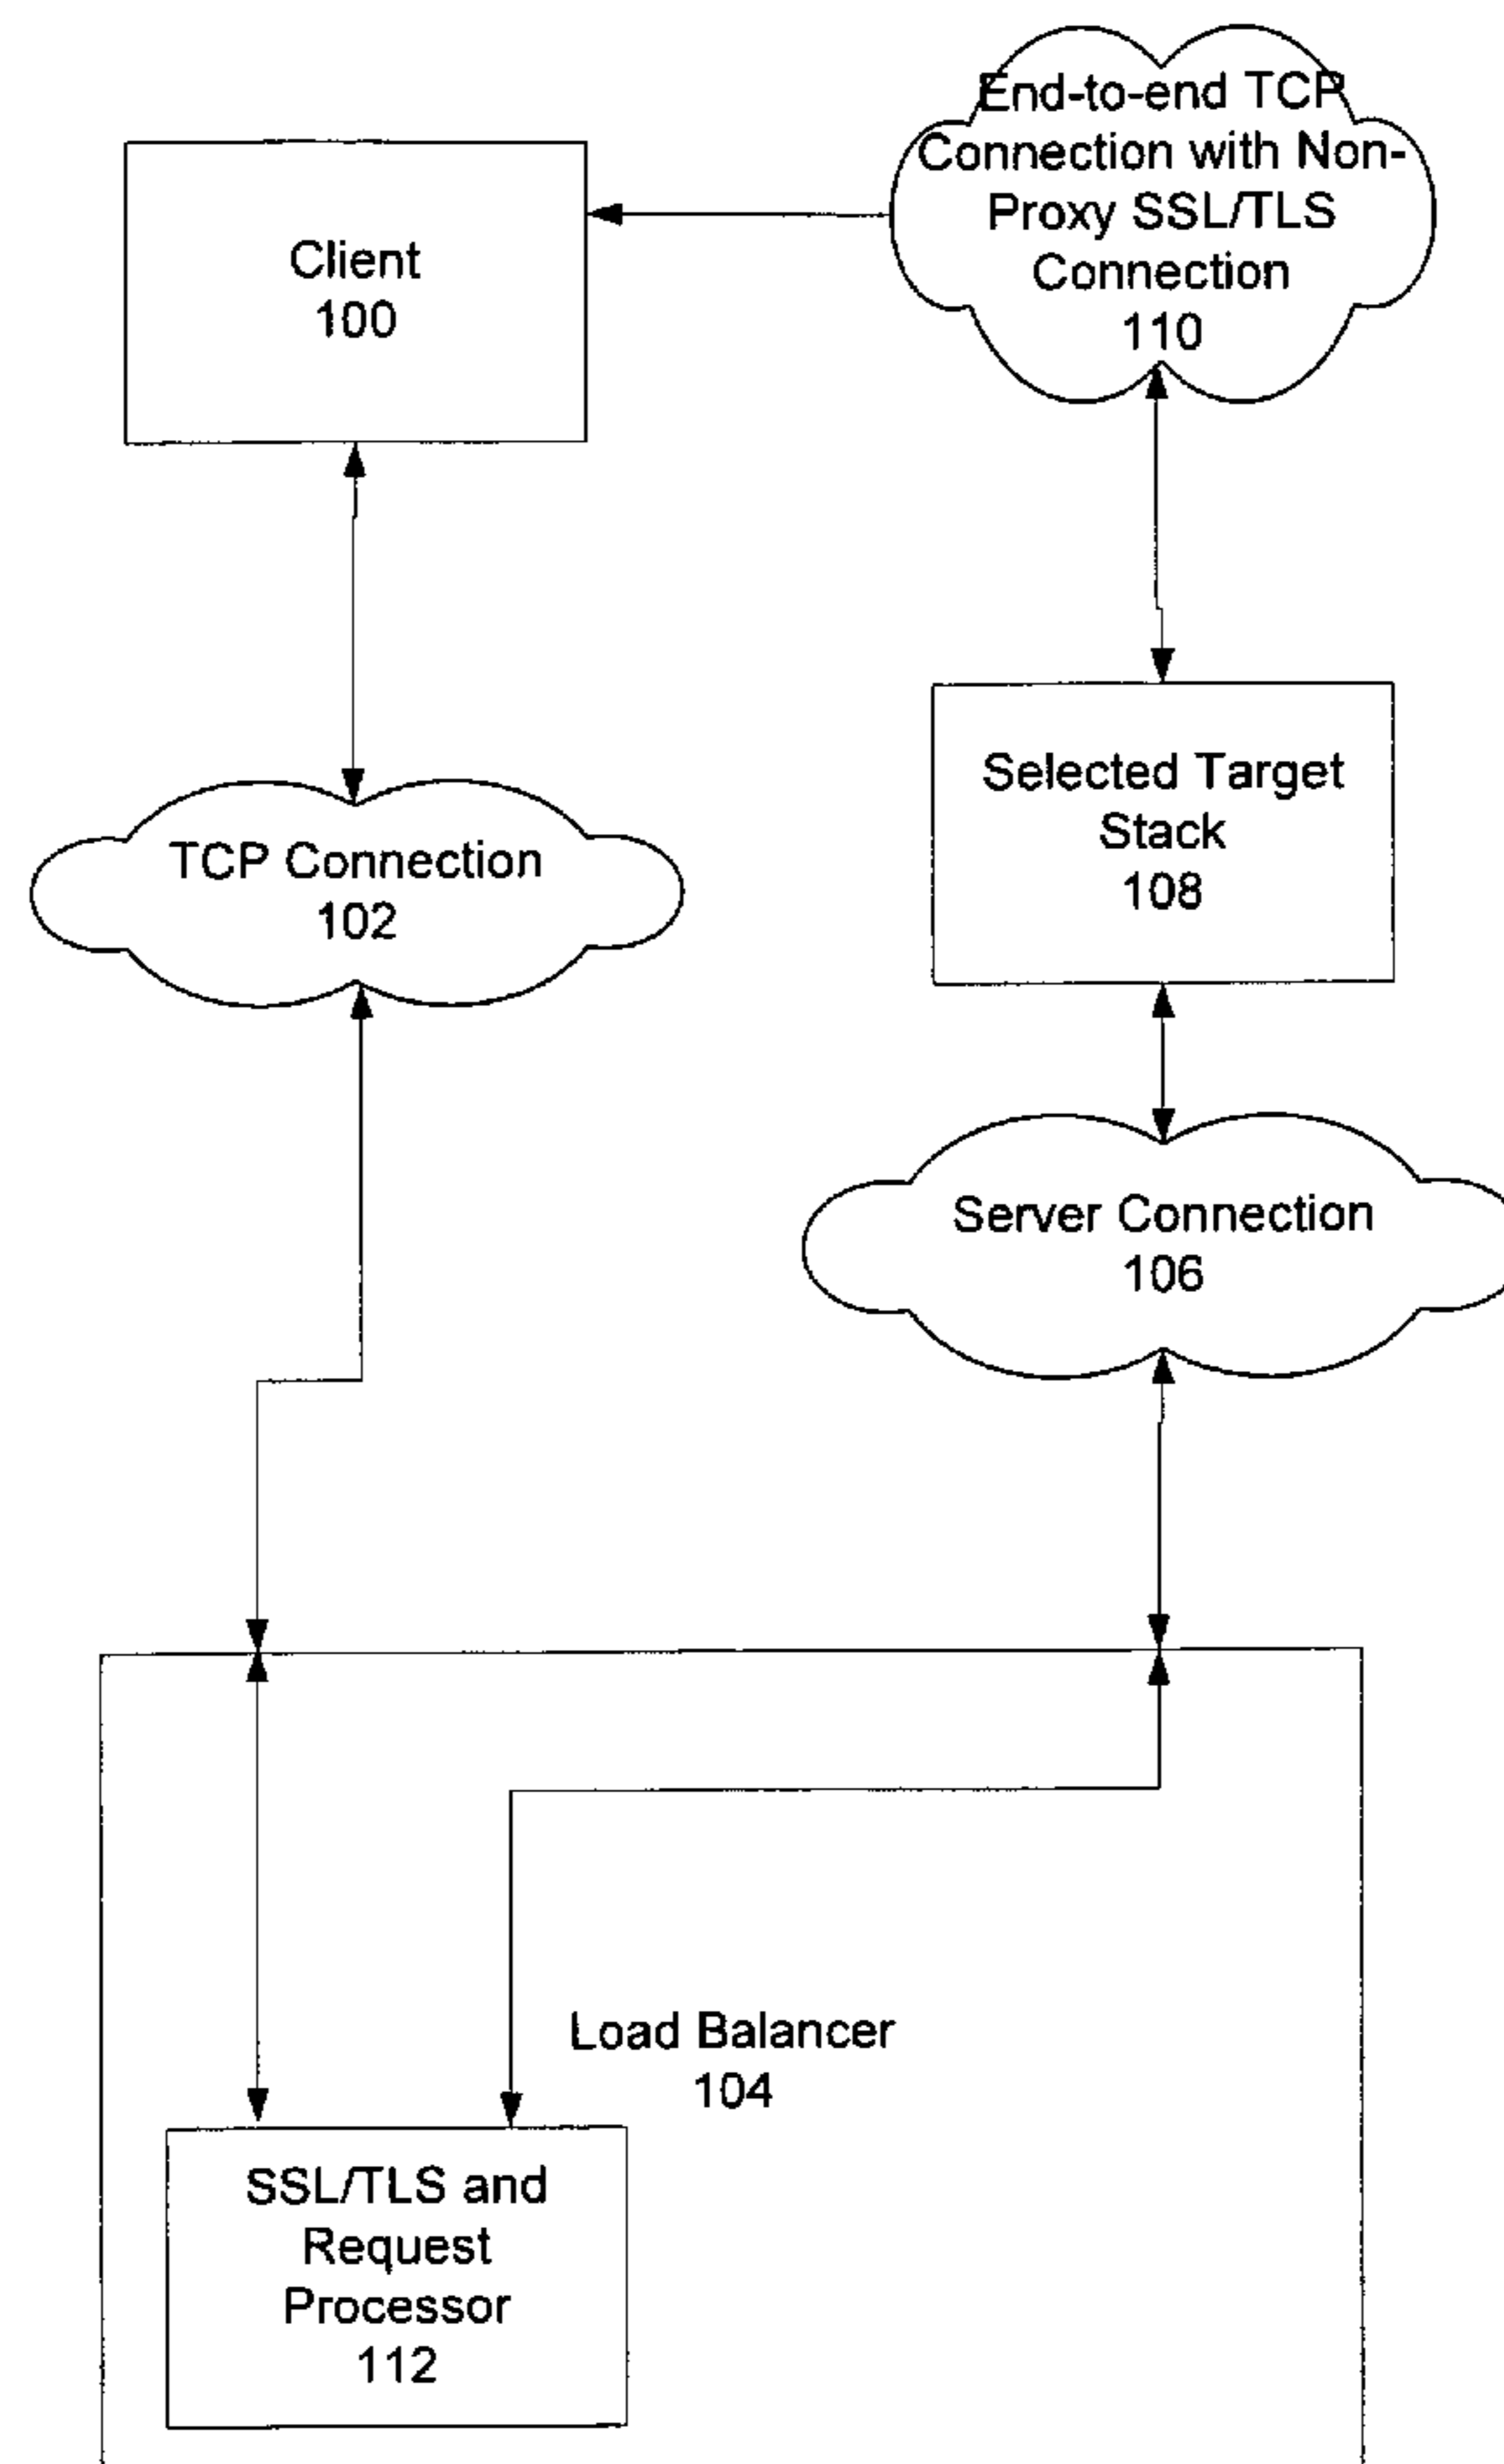 End-to-end TCP
Connection with Non-
Proxy SSL/TLS
Connection
110
Client
100
Selected Target
Stack
108
TCP Connection
102
Server Connection
106
Load Balancer
104
SSL/TLS and
Request
Processor
112